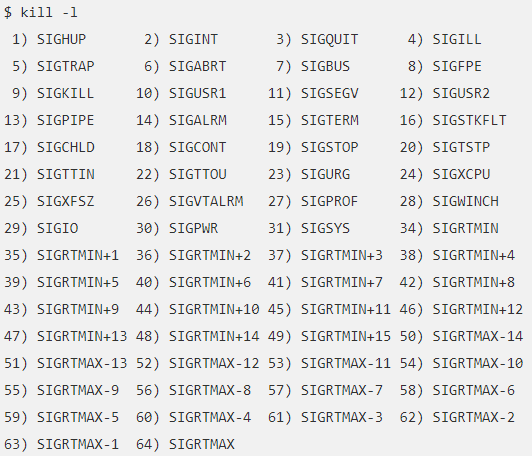 $ kill -l
 1) SIGHUP       2) SIGINT       3) SIGQUIT      4) SIGILL
 5) SIGTRAP      6) SIGABRT      7) SIGBUS       8) SIGFPE
 9) SIGKILL     10) SIGUSR1     11) SIGSEGV     12) SIGUSR2
13) SIGPIPE     14) SIGALRM     15) SIGTERM     16) SIGSTKFLT
17) SIGCHLD     18) SIGCONT     19) SIGSTOP     20) SIGTSTP
21) SIGTTIN     22) SIGTTOU     23) SIGURG      24) SIGXCPU
25) SIGXFSZ     26) SIGVTALRM   27) SIGPROF     28) SIGWINCH
29) SIGIO       30) SIGPWR      31) SIGSYS      34) SIGRTMIN
35) SIGRTMIN+1  36) SIGRTMIN+2  37) SIGRTMIN+3  38) SIGRTMIN+4
39) SIGRTMIN+5  40) SIGRTMIN+6  41) SIGRTMIN+7  42) SIGRTMIN+8
43) SIGRTMIN+9  44) SIGRTMIN+10 45) SIGRTMIN+11 46) SIGRTMIN+12
47) SIGRTMIN+13 48) SIGRTMIN+14 49) SIGRTMIN+15 50) SIGRTMAX-14
51) SIGRTMAX-13 52) SIGRTMAX-12 53) SIGRTMAX-11 54) SIGRTMAX-10
55) SIGRTMAX-9  56) SIGRTMAX-8  57) SIGRTMAX-7  58) SIGRTMAX-6
59) SIGRTMAX-5  60) SIGRTMAX-4  61) SIGRTMAX-3  62) SIGRTMAX-2
63) SIGRTMAX-1  64) SIGRTMAX